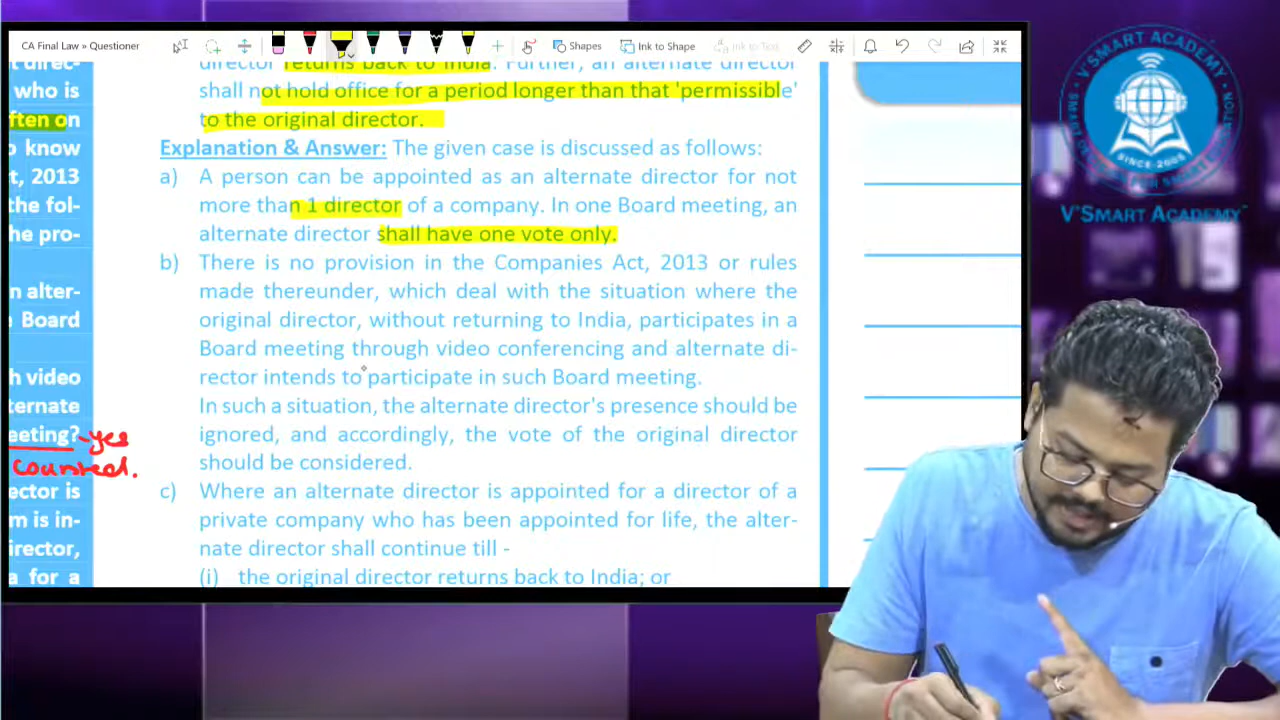 CA Final Law » Questioner
Shapes
Ink to Shape
Ink to Text
director returns back to India. Further, an alternate director
shall not hold office for a period longer than that 'permissible'
to the original director.
Explanation & Answer: The given case is discussed as follows:
a) A person can be appointed as an alternate director for not
more than 1 director of a company. In one Board meeting, an
alternate director shall have one vote only.
b) There is no provision in the Companies Act, 2013 or rules
made thereunder, which deal with the situation where the
original director, without returning to India, participates in a
Board meeting through video conferencing and alternate di-
rector intends to participate in such Board meeting.
In such a situation, the alternate director's presence should be
ignored, and accordingly, the vote of the original director
should be considered.
c) Where an alternate director is appointed for a director of a
private company who has been appointed for life, the alter-
nate director shall continue till -
(i) the original director returns back to India; or
t direc-
who is
ften on
o know
t, 2013
the fol-
he pro-
n alter-
Board
h video
ternate
eeting? -yes
counted.
ector is
m is in-
irector,
a for a
V'SMART ACADEMY
SINCE-2008
V'SMART ACADEMY